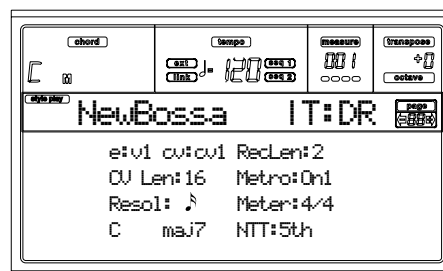 chord tempo measure transpose
C M ext link ♩= 120 seq 1 seq 2 001 +0 octave
style play NewBossa 1T:DR page
e:v1 cv:cv1 RecLen:2
CV Len:16 Metro:On1
Resol: ♪ Meter:4/4
C maj7 NTT:5th